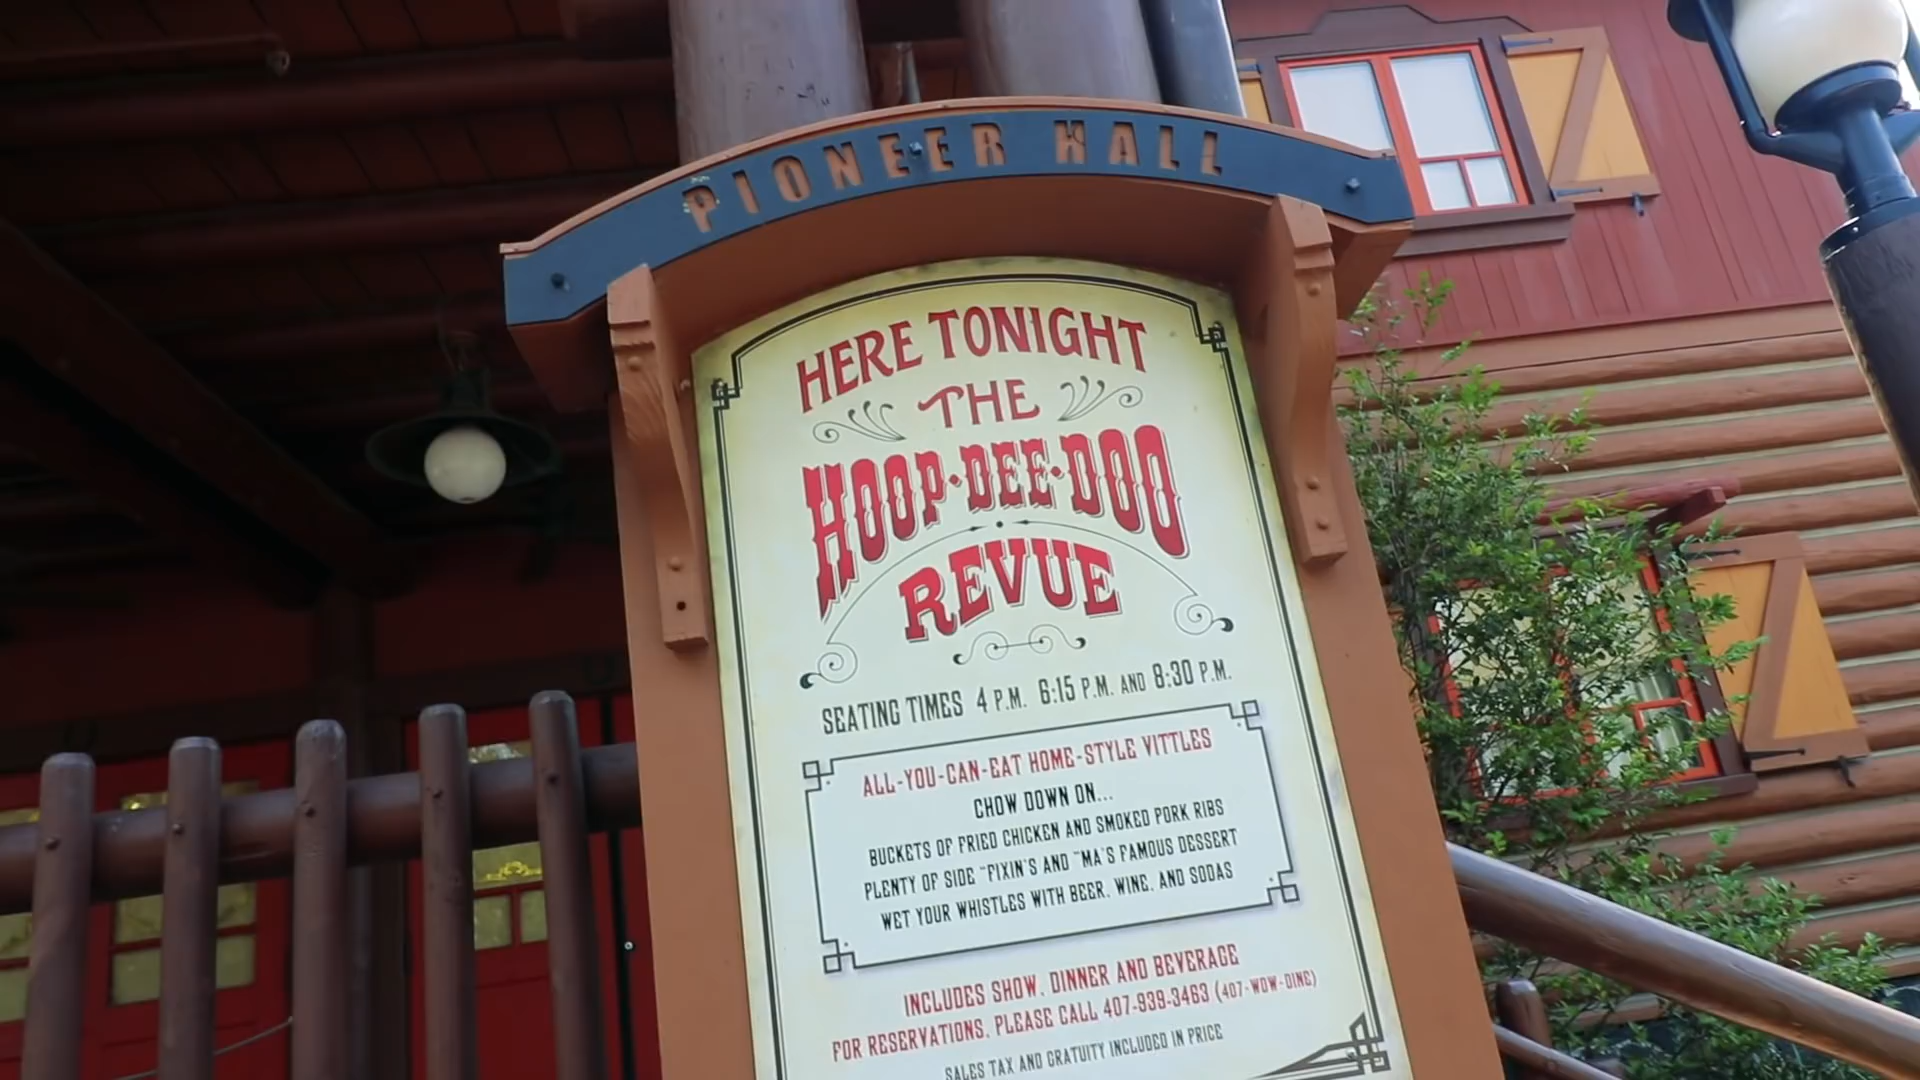 PIONEER HALL
HERE TONIGHT
THE
HOOP·DEE·DOO
REVUE
SEATING TIMES 4 P.M. 6:15 P.M. AND 8:30 P.M.
ALL-YOU-CAN-EAT HOME-STYLE VITTLES
CHOW DOWN ON...
BUCKETS OF FRIED CHICKEN AND SMOKED PORK RIBS
PLENTY OF SIDE "FIXIN'S AND "MA'S FAMOUS DESSERT
WET YOUR WHISTLES WITH BEER, WINE, AND SODAS
INCLUDES SHOW, DINNER AND BEVERAGE
FOR RESERVATIONS, PLEASE CALL 407-939-3463 (407-WDW-DINE)
SALES TAX AND GRATUITY INCLUDED IN PRICE